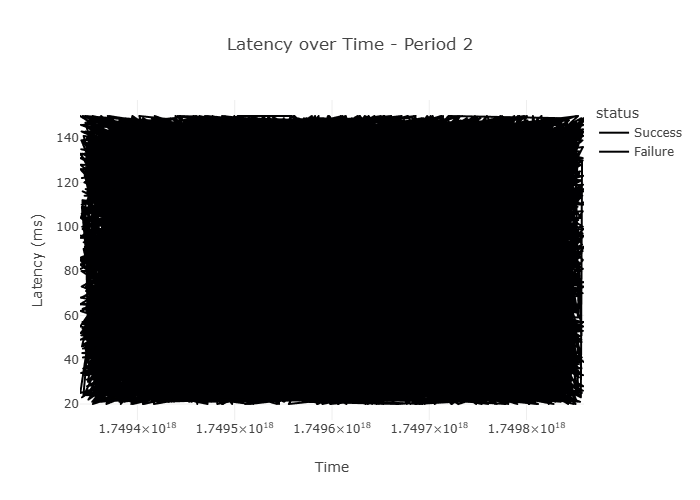 Latency over Time - Period 2
status
Success
Failure
Latency (ms)
140
120
100
80
60
40
20
1.7494×10¹⁸ 1.7495×10¹⁸ 1.7496×10¹⁸ 1.7497×10¹⁸ 1.7498×10¹⁸
Time